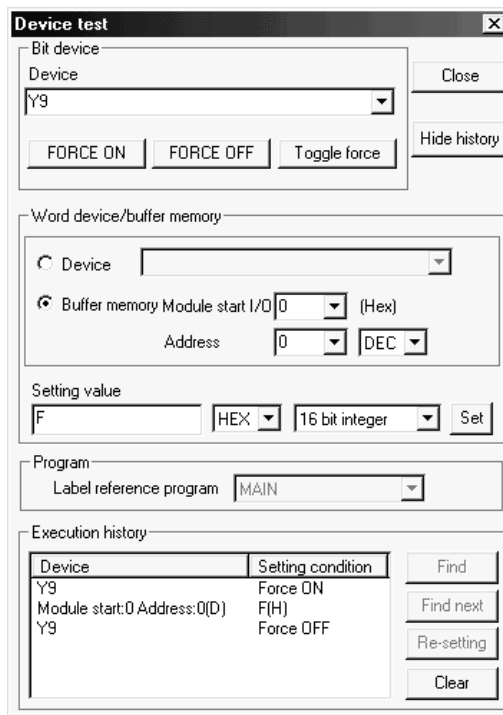 Device test
Bit device
Device
Close
Y9
Hide history
FORCE ON FORCE OFF Toggle force
Word device/buffer memory
Device
Buffer memory Module start I/O 0 (Hex)
Address 0 DEC
Setting value
F HEX 16 bit integer Set
Program
Label reference program MAIN
Execution history
Device Setting condition Find
Y9 Force ON
Module start:0 Address:0(D) F(H) Find next
Y9 Force OFF
Re-setting
Clear